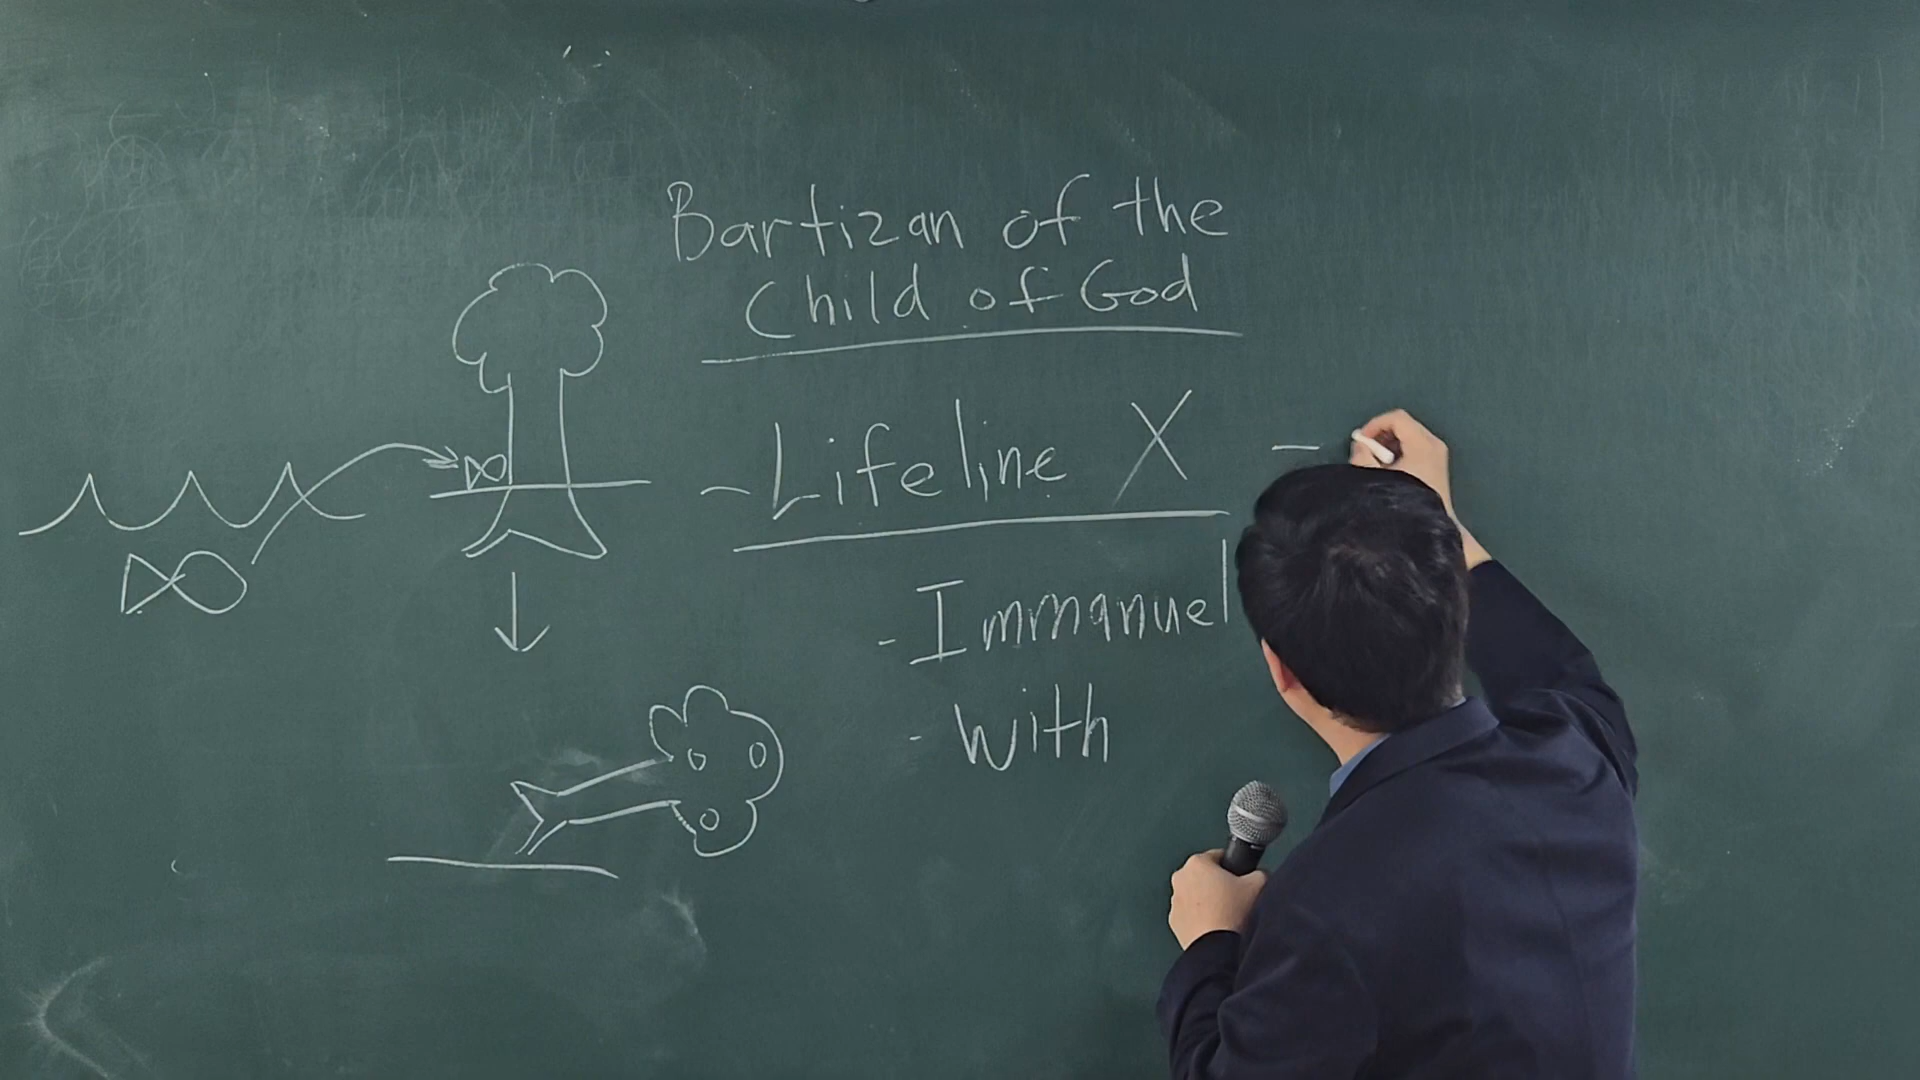 Bartizan of the
Child of God
- Lifeline X -
- Immanuel
- With